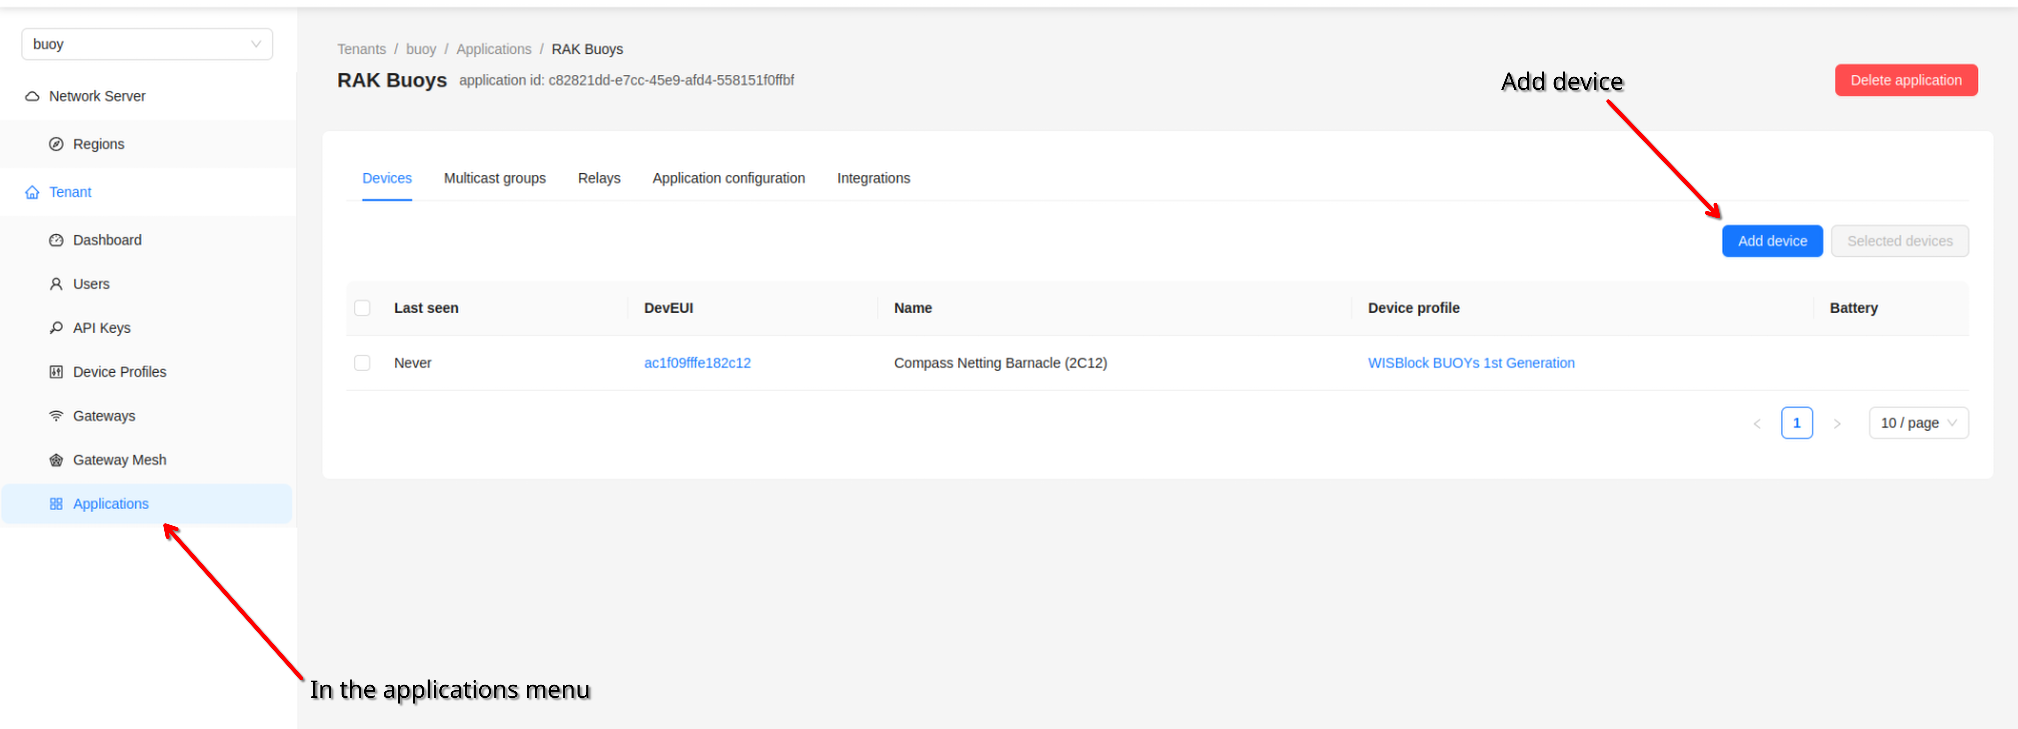 buoy
Network Server
Regions
Tenant
Dashboard
Users
API Keys
Device Profiles
Gateways
Gateway Mesh
Applications
Tenants / buoy / Applications / RAK Buoys
RAK Buoys application id: c82821dd-e7cc-45e9-afd4-558151f0ffbf
Add device
Delete application
Devices Multicast groups Relays Application configuration Integrations
Add device Selected devices
Last seen DevEUI Name Device profile Battery
Never ac1f09fffe182c12 Compass Netting Barnacle (2C12) WISBlock BUOYs 1st Generation
< 1 > 10 / page
In the applications menu